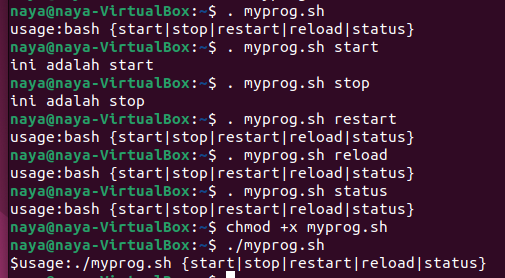 naya@naya-VirtualBox:~$ . myprog.sh
usage:bash {start|stop|restart|reload|status}
naya@naya-VirtualBox:~$ . myprog.sh start
ini adalah start
naya@naya-VirtualBox:~$ . myprog.sh stop
ini adalah stop
naya@naya-VirtualBox:~$ . myprog.sh restart
usage:bash {start|stop|restart|reload|status}
naya@naya-VirtualBox:~$ . myprog.sh reload
usage:bash {start|stop|restart|reload|status}
naya@naya-VirtualBox:~$ . myprog.sh status
usage:bash {start|stop|restart|reload|status}
naya@naya-VirtualBox:~$ chmod +x myprog.sh
naya@naya-VirtualBox:~$ ./myprog.sh
$usage:./myprog.sh {start|stop|restart|reload|status}